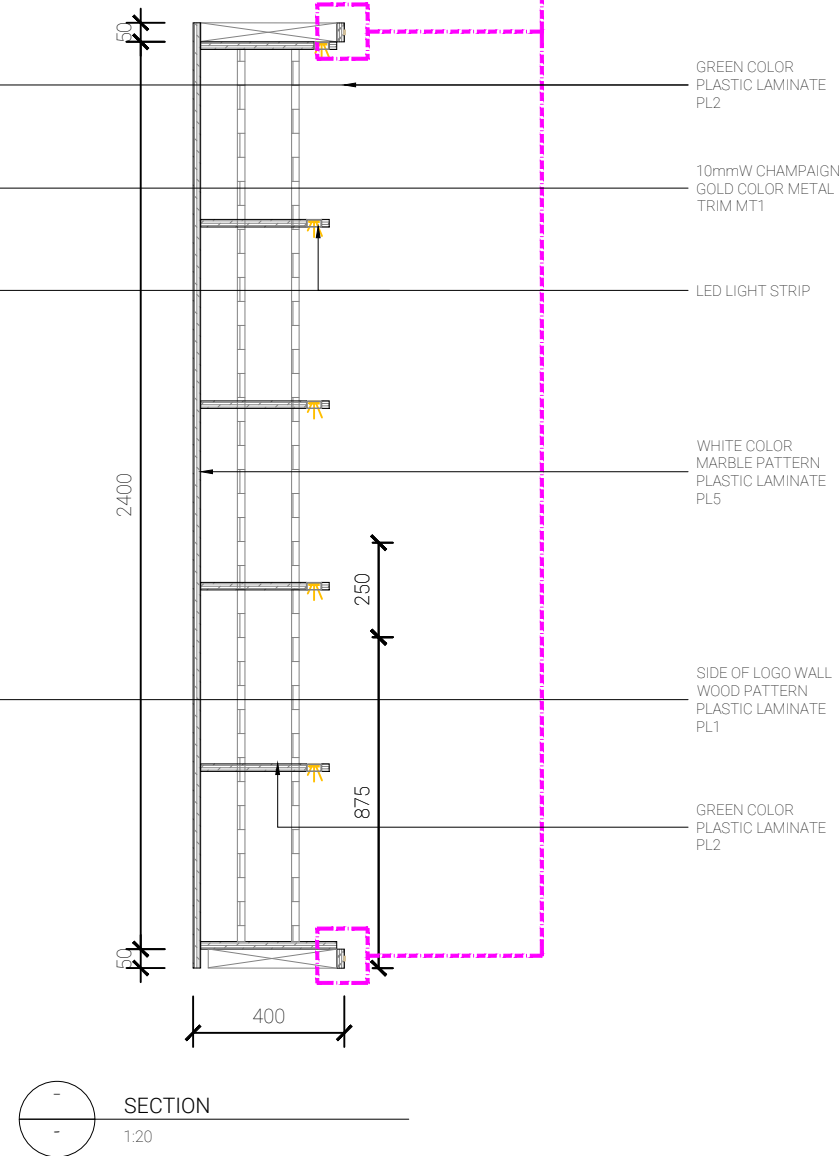 50
GREEN COLOR
PLASTIC LAMINATE
PL2
10mmW CHAMPAIGN
GOLD COLOR METAL
TRIM MT1
LED LIGHT STRIP
WHITE COLOR
MARBLE PATTERN
PLASTIC LAMINATE
PL5
2400
250
SIDE OF LOGO WALL
WOOD PATTERN
PLASTIC LAMINATE
PL1
875
GREEN COLOR
PLASTIC LAMINATE
PL2
50
400
-
SECTION
-
1:20